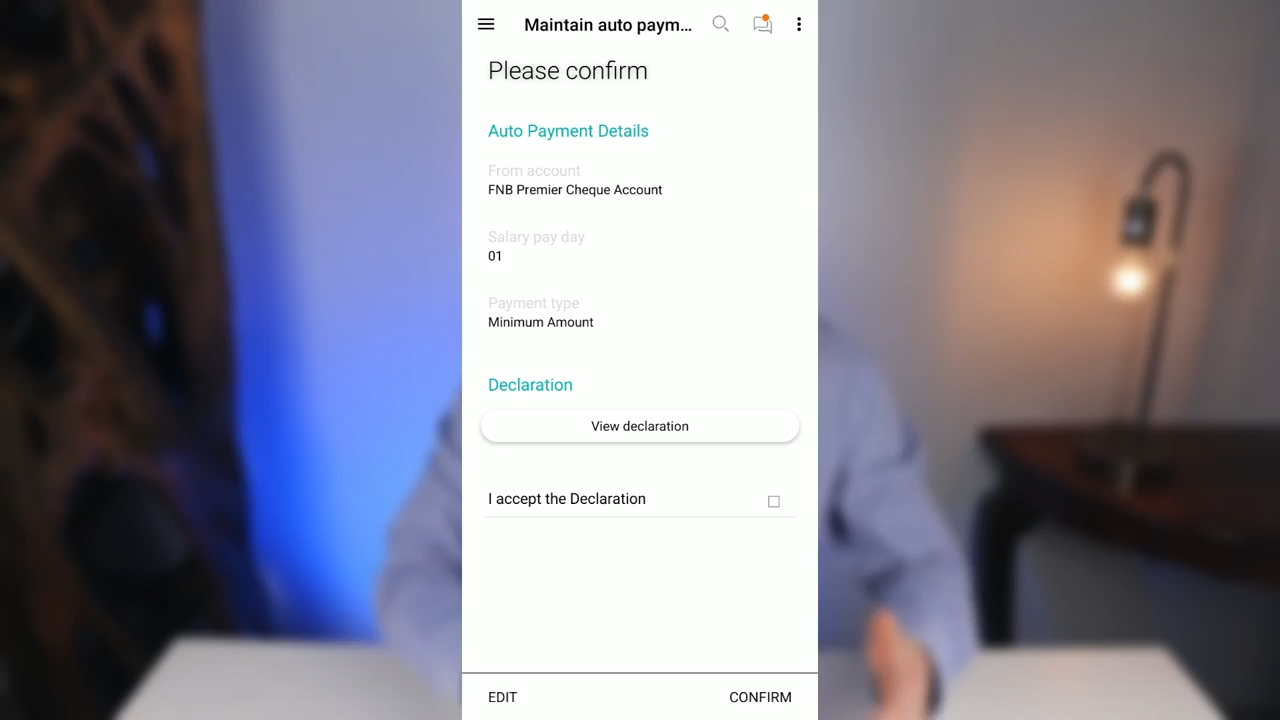 Maintain auto paym...
Please confirm
Auto Payment Details
From account
FNB Premier Cheque Account
Salary pay day
01
Payment type
Minimum Amount
Declaration
View declaration
I accept the Declaration
EDIT
CONFIRM